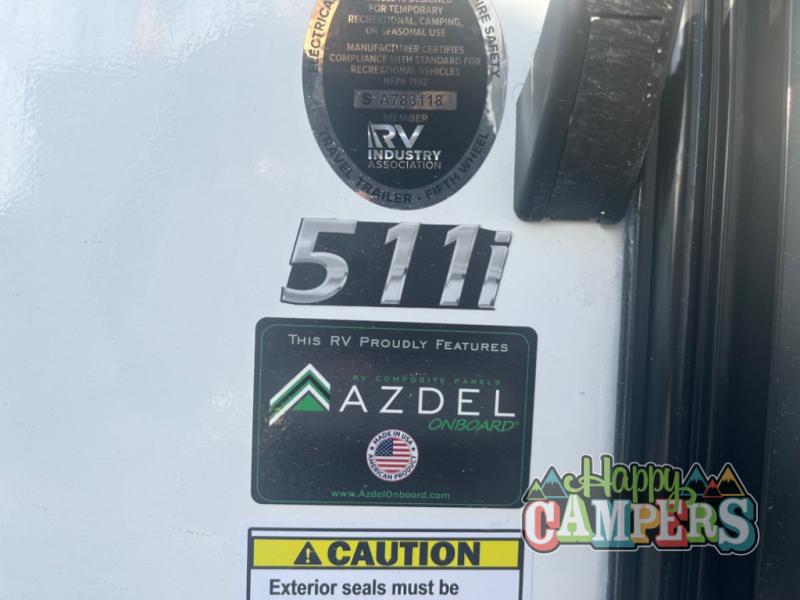 ELECTRICAL
FIRE SAFETY
FOR TEMPORARY
RECREATIONAL, CAMPING,
OR SEASONAL USE
MANUFACTURER CERTIFIES
COMPLIANCE WITH STANDARD FOR
RECREATIONAL VEHICLES
NFPA 1192
S A783118
MEMBER
RV
INDUSTRY
ASSOCIATION
TRAVEL TRAILER • FIFTH WHEEL
511i
THIS RV PROUDLY FEATURES
RV COMPOSITE PANELS
AZDEL
ONBOARD®
MADE IN USA
AMERICAN PRODUCT
www.AzdelOnboard.com
Happy
CAMPERS
CAUTION
Exterior seals must be